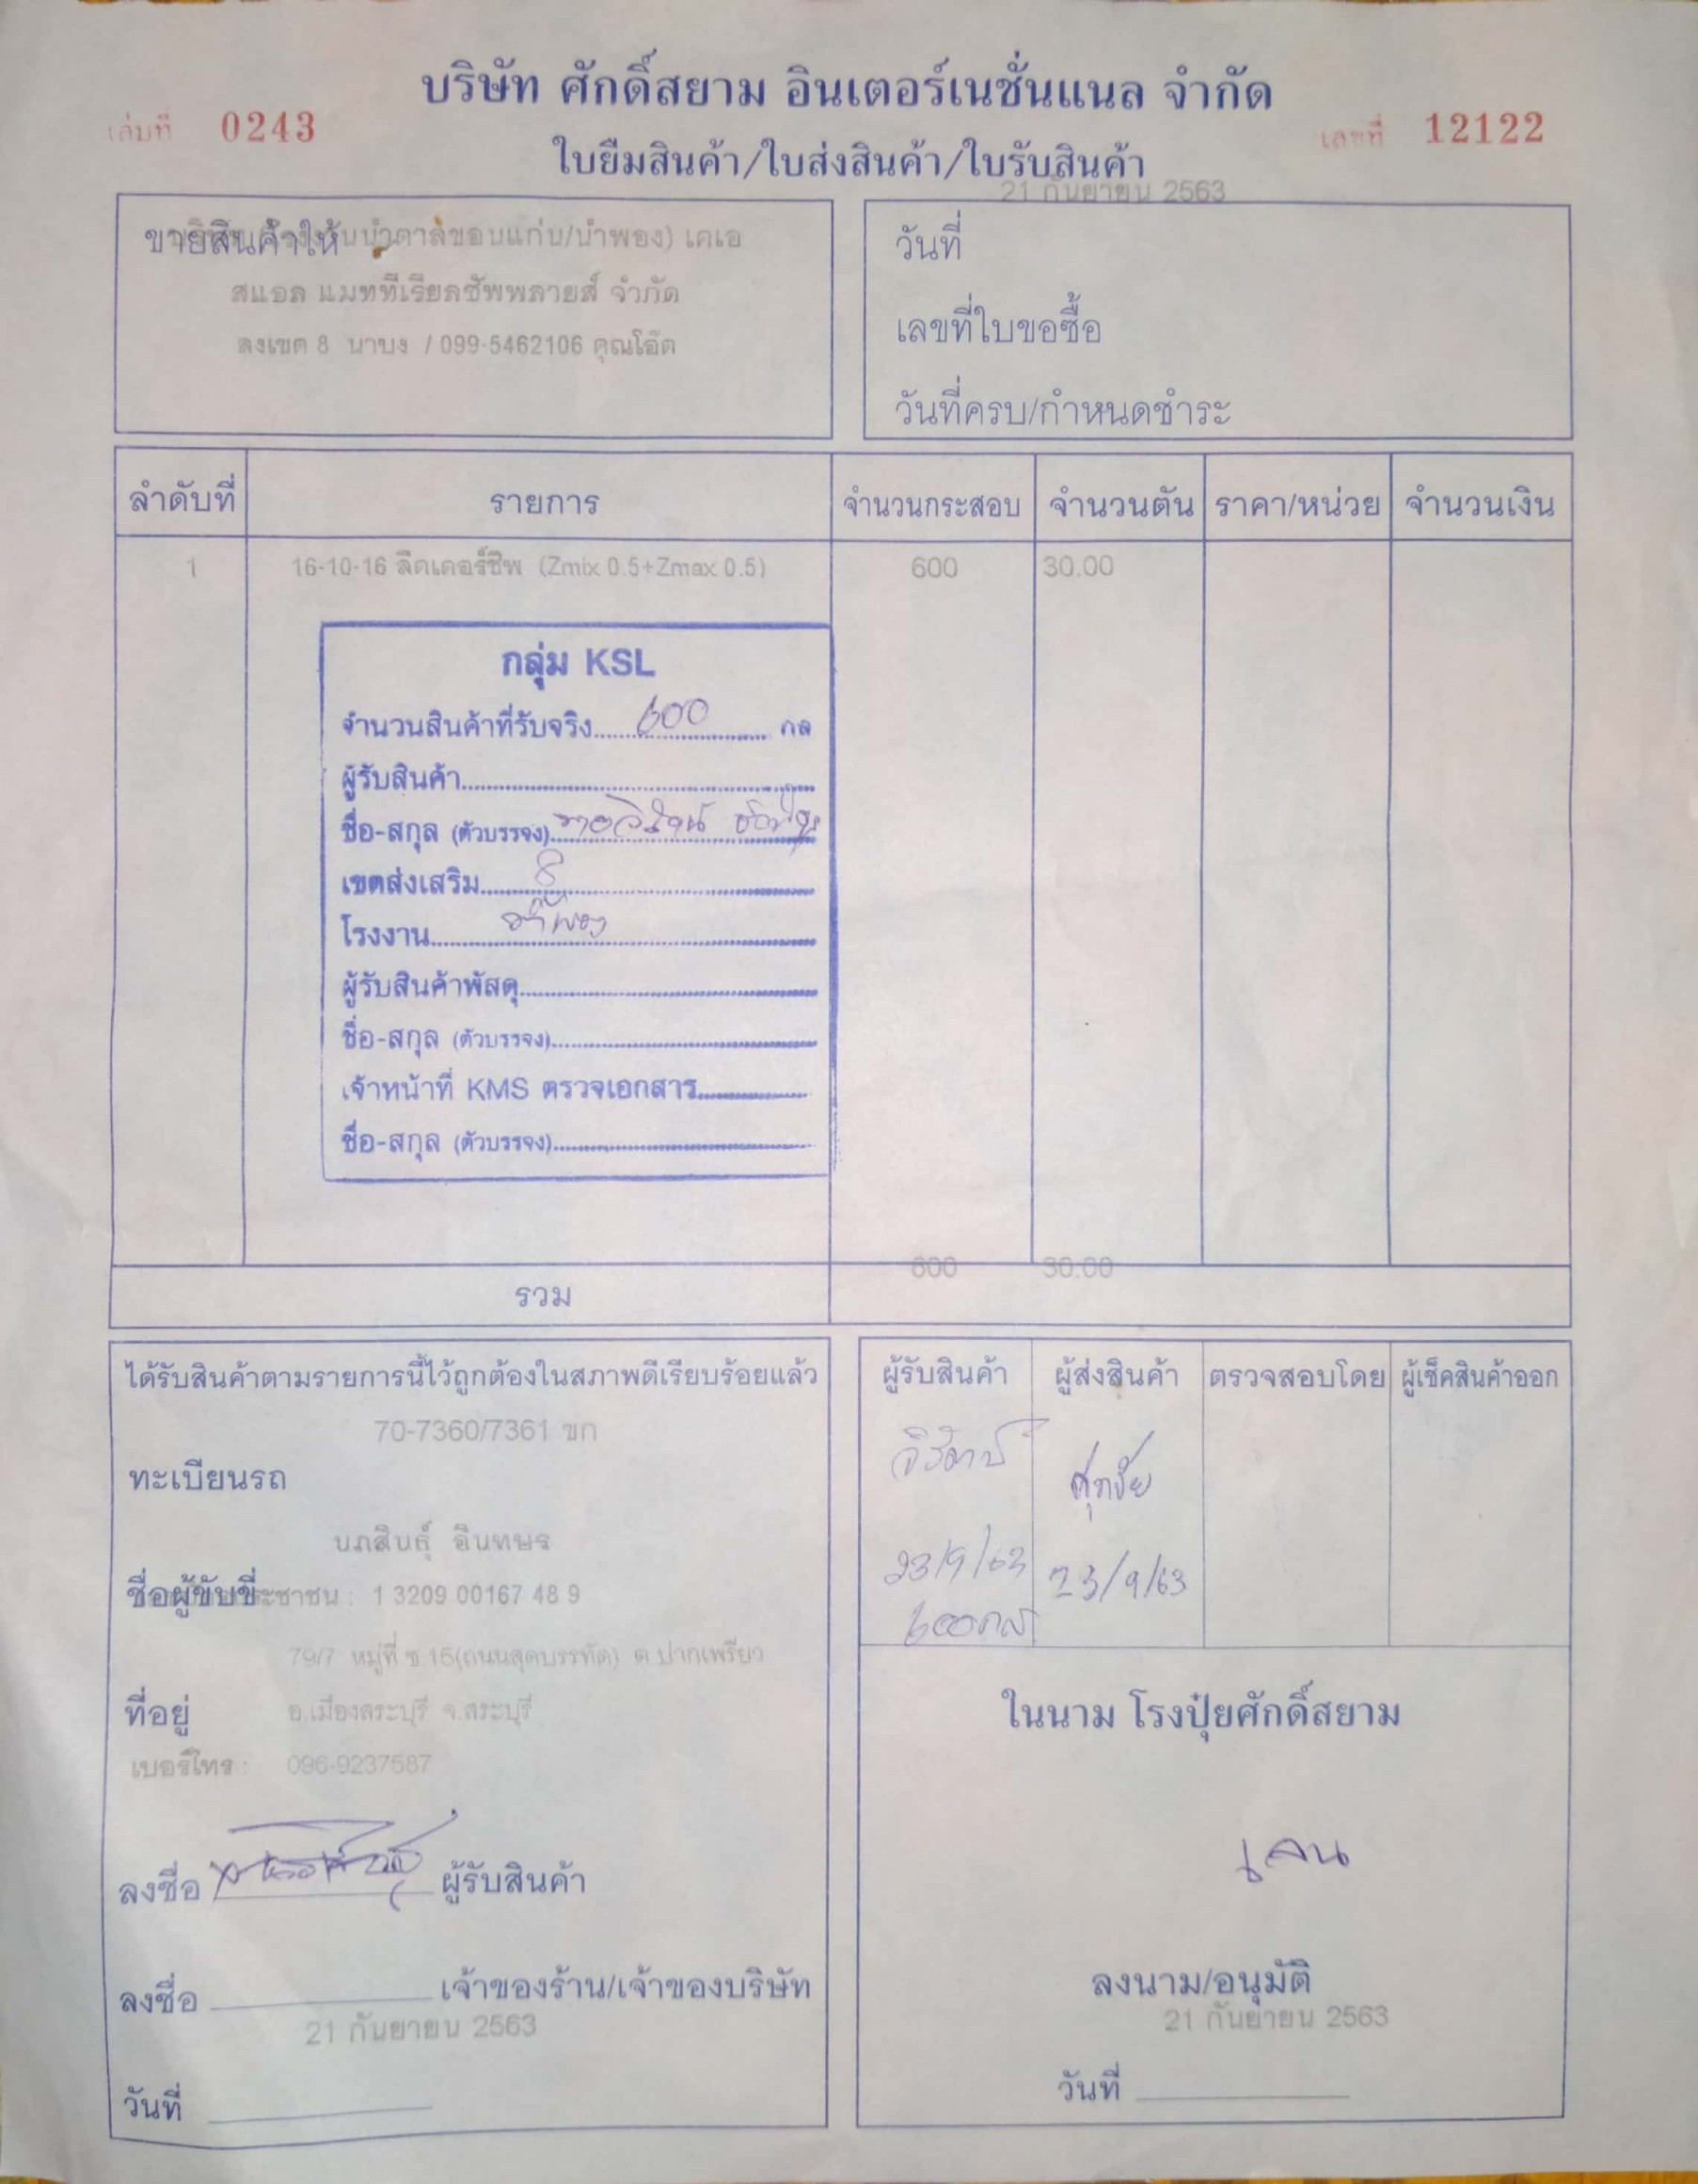 บริษัท ศักดิ์สยาม อินเตอร์เนชั่นแนล จำกัด
เล่มที่ 0243
เลขที่ 12122
ใบยืมสินค้า/ใบส่งสินค้า/ใบรับสินค้า
21 กันยายน 2563
ขายสินค้าให้ น้ำตาลขอนแก่น/น้ำพอง) เคเอ
สแอล แมททีเรียลซัพพลายส์ จำกัด
ลงเขต 8 นาบง / 099-5462106 คุณโอ๊ต
วันที่
เลขที่ใบขอซื้อ
วันที่ครบ/กำหนดชำระ
ลำดับที่ รายการ จำนวนกระสอบ จำนวนตัน ราคา/หน่วย จำนวนเงิน
1 16-10-16 ลีดเดอร์ชิพ (Zmix 0.5+Zmax 0.5) 600 30.00
กลุ่ม KSL
จำนวนสินค้าที่รับจริง 600 กส
ผู้รับสินค้า
ชื่อ-สกุล (ตัวบรรจง)
เขตส่งเสริม 8
โรงงาน น้ำพอง
ผู้รับสินค้าพัสดุ
ชื่อ-สกุล (ตัวบรรจง)
เจ้าหน้าที่ KMS ตรวจเอกสาร
ชื่อ-สกุล (ตัวบรรจง)
600 30.00
รวม
ได้รับสินค้าตามรายการนี้ไว้ถูกต้องในสภาพดีเรียบร้อยแล้ว
70-7360/7361 ขก
ทะเบียนรถ
นภสินธุ์ อินทษร
ชื่อผู้ขับขี่ ประชาชน : 1 3209 00167 48 9
79/7 หมู่ที่ ซ 15(ถนนสุดบรรทัด) ต ปากเพรียว
ที่อยู่ อ.เมืองสระบุรี จ.สระบุรี
เบอร์โทร : 096-9237587
ลงชื่อ ผู้รับสินค้า
ลงชื่อ เจ้าของร้าน/เจ้าของบริษัท
21 กันยายน 2563
วันที่
ผู้รับสินค้า ผู้ส่งสินค้า ตรวจสอบโดย ผู้เช็คสินค้าออก
ศุภชัย
23/9/63 23/9/63
600 กส
ในนาม โรงปุ๋ยศักดิ์สยาม
เจน
ลงนาม/อนุมัติ
21 กันยายน 2563
วันที่